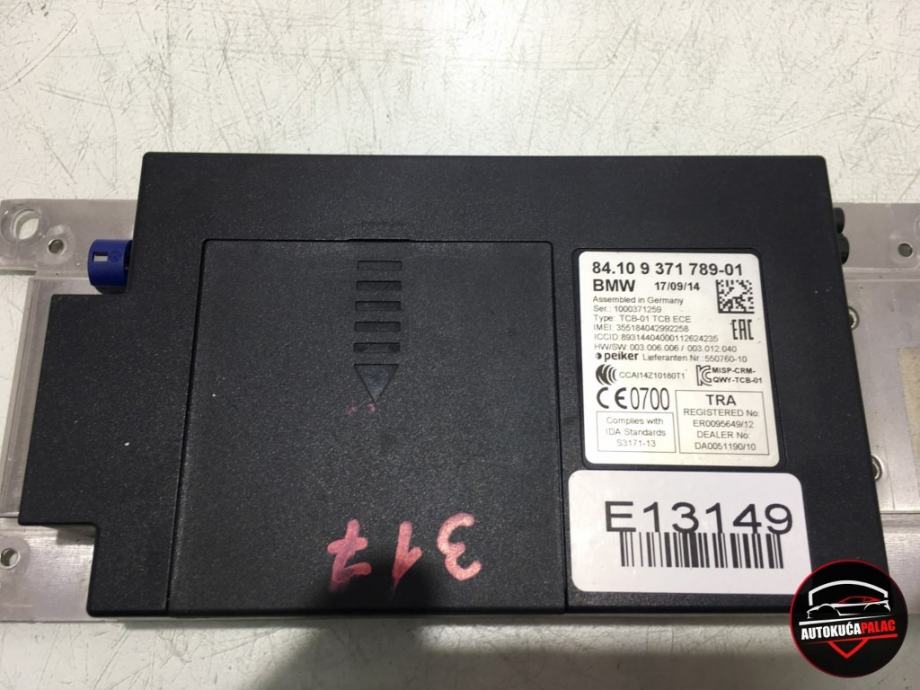 84.10 9 371 789-01
BMW 17/09/14
Assembled in Germany
Ser.: 1000371259
Type: TCB-01 TCB ECE
IMEI: 355184042992258
ICCID: 89314404000112624235
HW/SW: 003.006.006 / 003.012.040
peiker Lieferanten Nr.: 550760-10
CCAI14Z10180T1
MISP-CRM-
QWY-TCB-01
EAC
CE0700
Complies with
IDA Standards
S3171-13
TRA
REGISTERED No:
ER0095649/12
DEALER No:
DA0051190/10
E13149
317
AUTOKUĆAPALAC